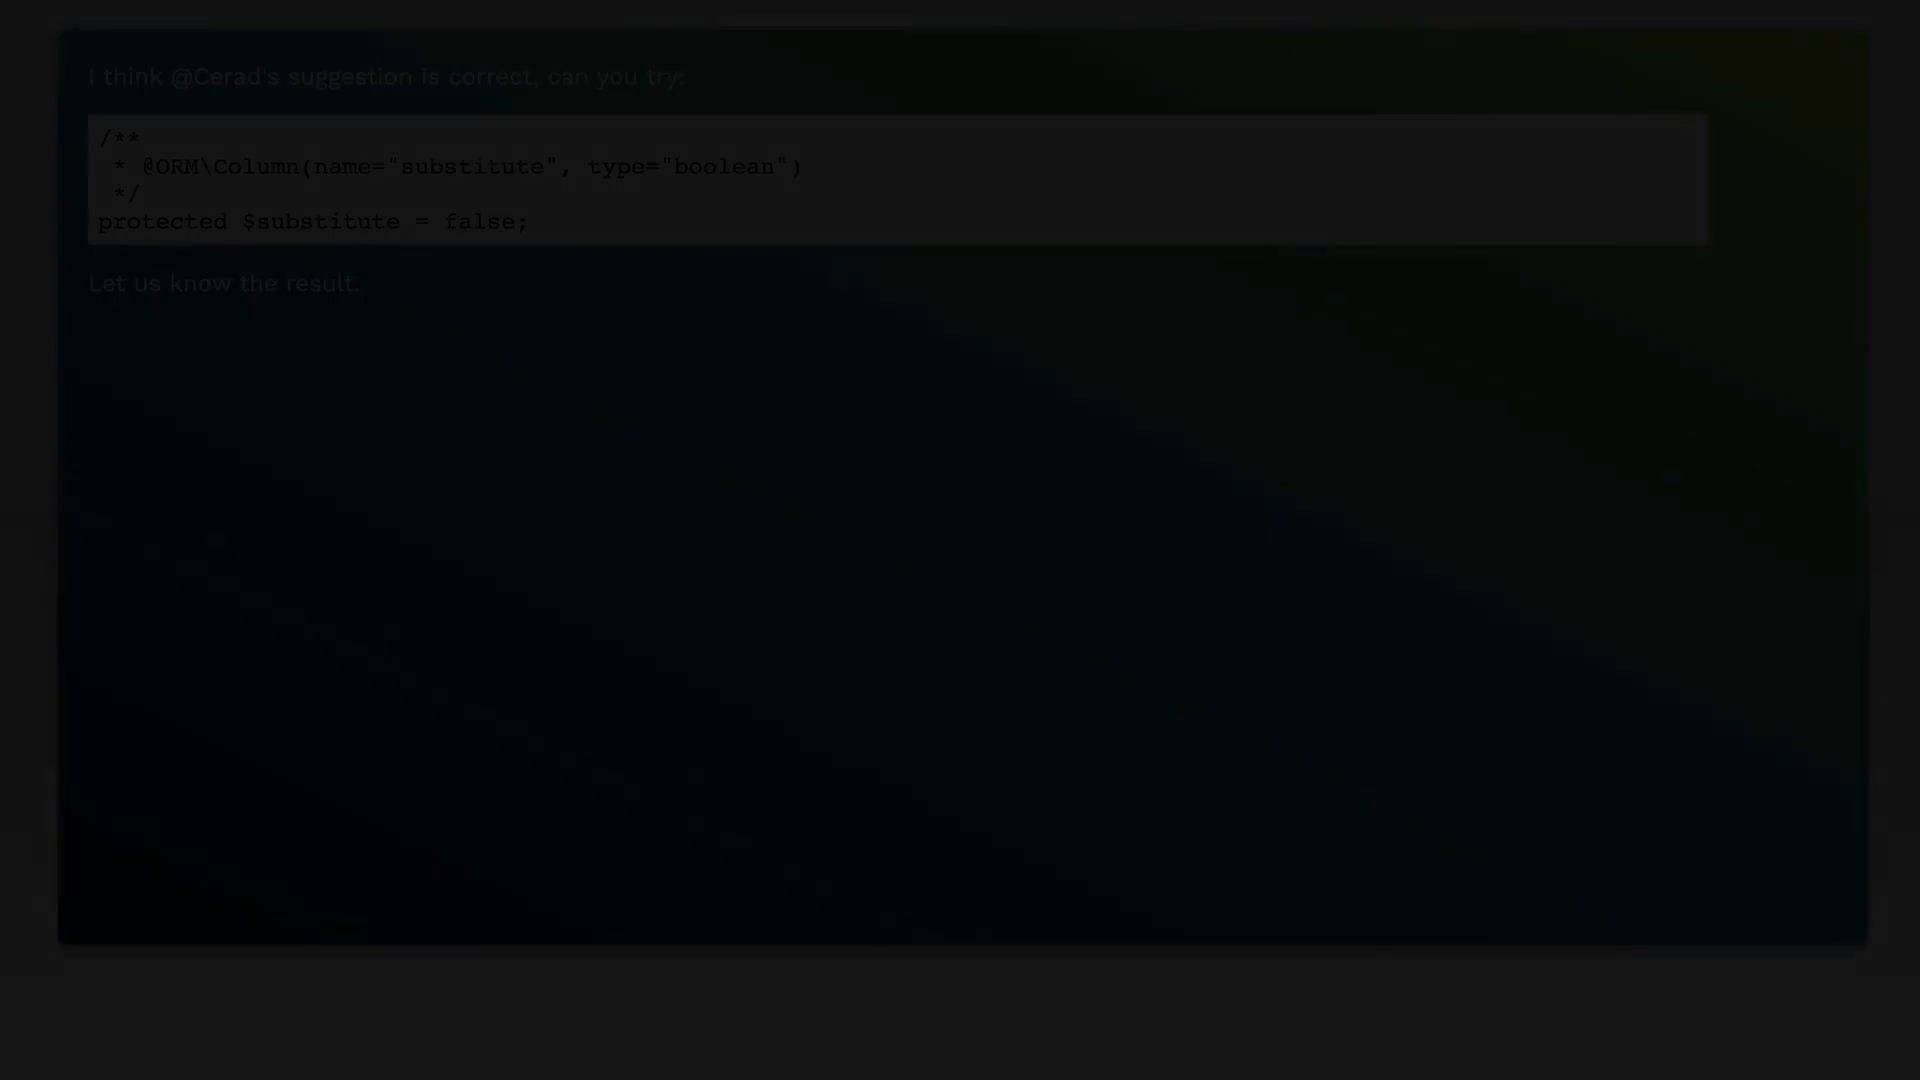 I think @Cerad's suggestion is correct, can you try:
/**
 * @ORM\Column(name="substitute", type="boolean")
 */
protected $substitute = false;
Let us know the result.